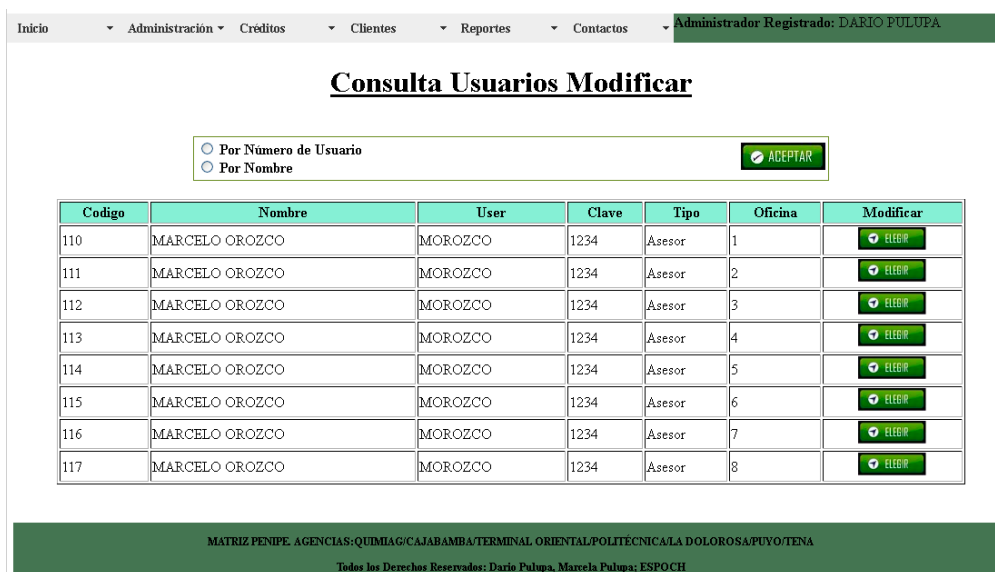 Inicio Administración Créditos Clientes Reportes Contactos Administrador Registrado: DARIO PULUPA
Consulta Usuarios Modificar
Por Número de Usuario
Por Nombre
ACEPTAR
Codigo Nombre User Clave Tipo Oficina Modificar
110 MARCELO OROZCO MOROZCO 1234 Asesor 1 ELEGIR
111 MARCELO OROZCO MOROZCO 1234 Asesor 2 ELEGIR
112 MARCELO OROZCO MOROZCO 1234 Asesor 3 ELEGIR
113 MARCELO OROZCO MOROZCO 1234 Asesor 4 ELEGIR
114 MARCELO OROZCO MOROZCO 1234 Asesor 5 ELEGIR
115 MARCELO OROZCO MOROZCO 1234 Asesor 6 ELEGIR
116 MARCELO OROZCO MOROZCO 1234 Asesor 7 ELEGIR
117 MARCELO OROZCO MOROZCO 1234 Asesor 8 ELEGIR
MATRIZ PENIPE. AGENCIAS:QUIMIAG/CAJABAMBA/TERMINAL ORIENTAL/POLITÉCNICA/LA DOLOROSA/PUYO/TENA
Todos los Derechos Reservados: Dario Pulupa, Marcela Pulupa; ESPOCH